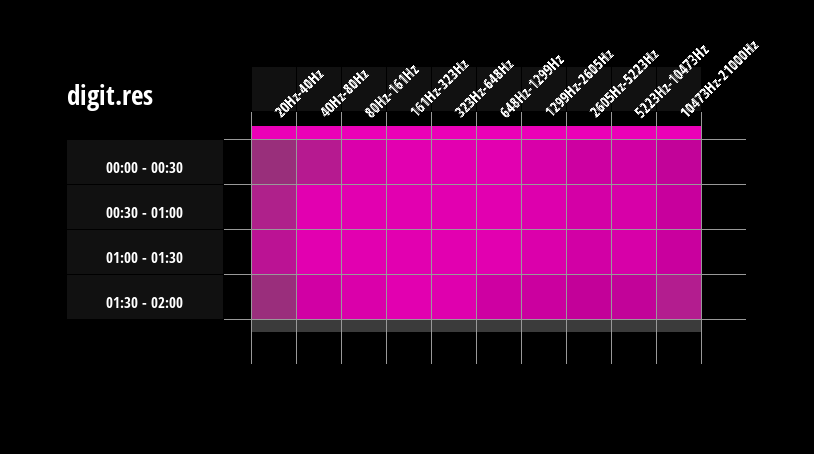 digit.res
20Hz-40Hz
40Hz-80Hz
80Hz-161Hz
161Hz-323Hz
323Hz-648Hz
648Hz-1299Hz
1299Hz-2605Hz
2605Hz-5223Hz
5223Hz-10473Hz
10473Hz-21000Hz
00:00 - 00:30
00:30 - 01:00
01:00 - 01:30
01:30 - 02:00